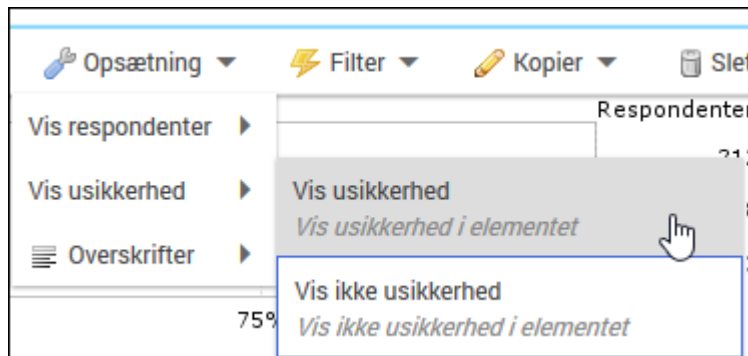 Opsætning Filter Kopier
Vis respondenter
Vis usikkerhed
Overskrifter
Vis usikkerhed
Vis usikkerhed i elementet
Vis ikke usikkerhed
Vis ikke usikkerhed i elementet
75%